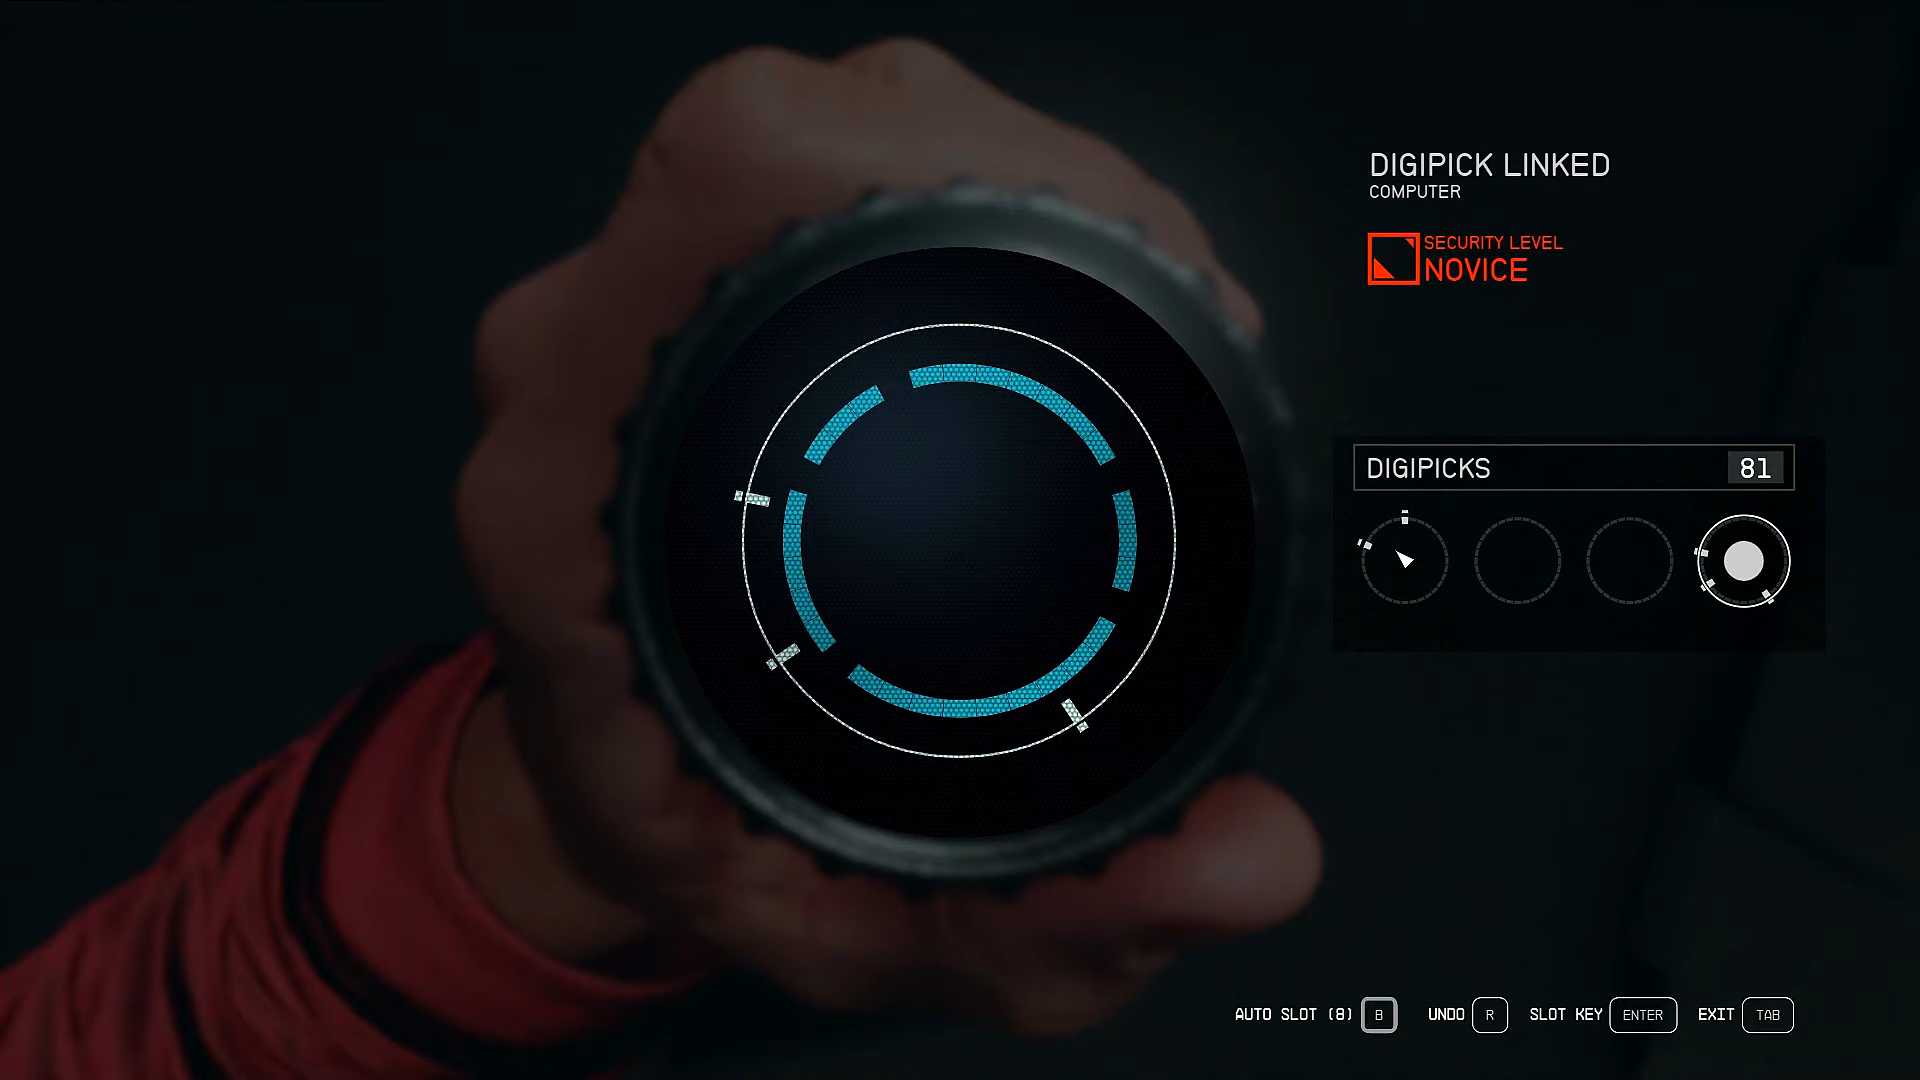 DIGIPICK LINKED
COMPUTER
SECURITY LEVEL
NOVICE
DIGIPICKS 81
AUTO SLOT (8) B UNDO R SLOT KEY ENTER EXIT TAB